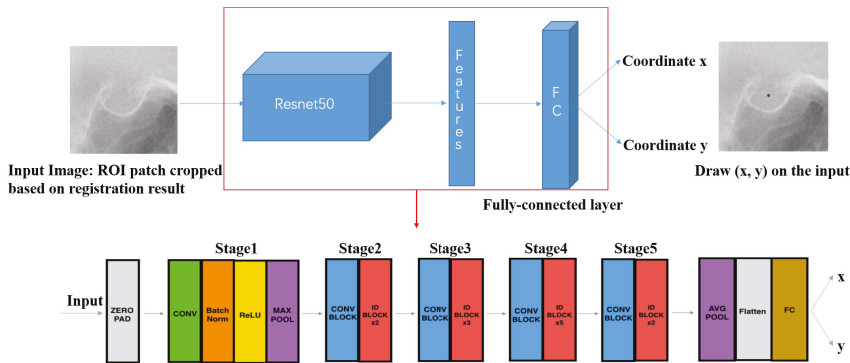 Resnet50
Features
FC
Coordinate x
Coordinate y
Input Image: ROI patch cropped
based on registration result
Draw (x, y) on the input
Fully-connected layer
Stage1
Stage2
Stage3
Stage4
Stage5
Input
ZERO
PAD
CONV
Batch
Norm
ReLU
MAX
POOL
CONV
BLOCK
ID
BLOCK
x2
CONV
BLOCK
ID
BLOCK
x3
CONV
BLOCK
ID
BLOCK
x5
CONV
BLOCK
ID
BLOCK
x2
AVG
POOL
Flatten
FC
x
y